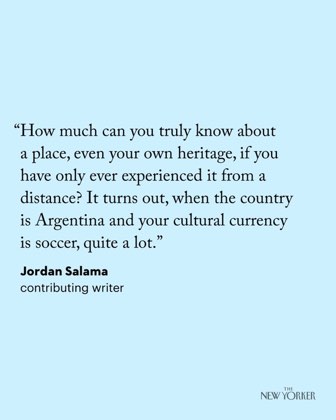 “How much can you truly know about
a place, even your own heritage, if you
have only ever experienced it from a
distance? It turns out, when the country
is Argentina and your cultural currency
is soccer, quite a lot.”
Jordan Salama
contributing writer
THE
NEW YORKER